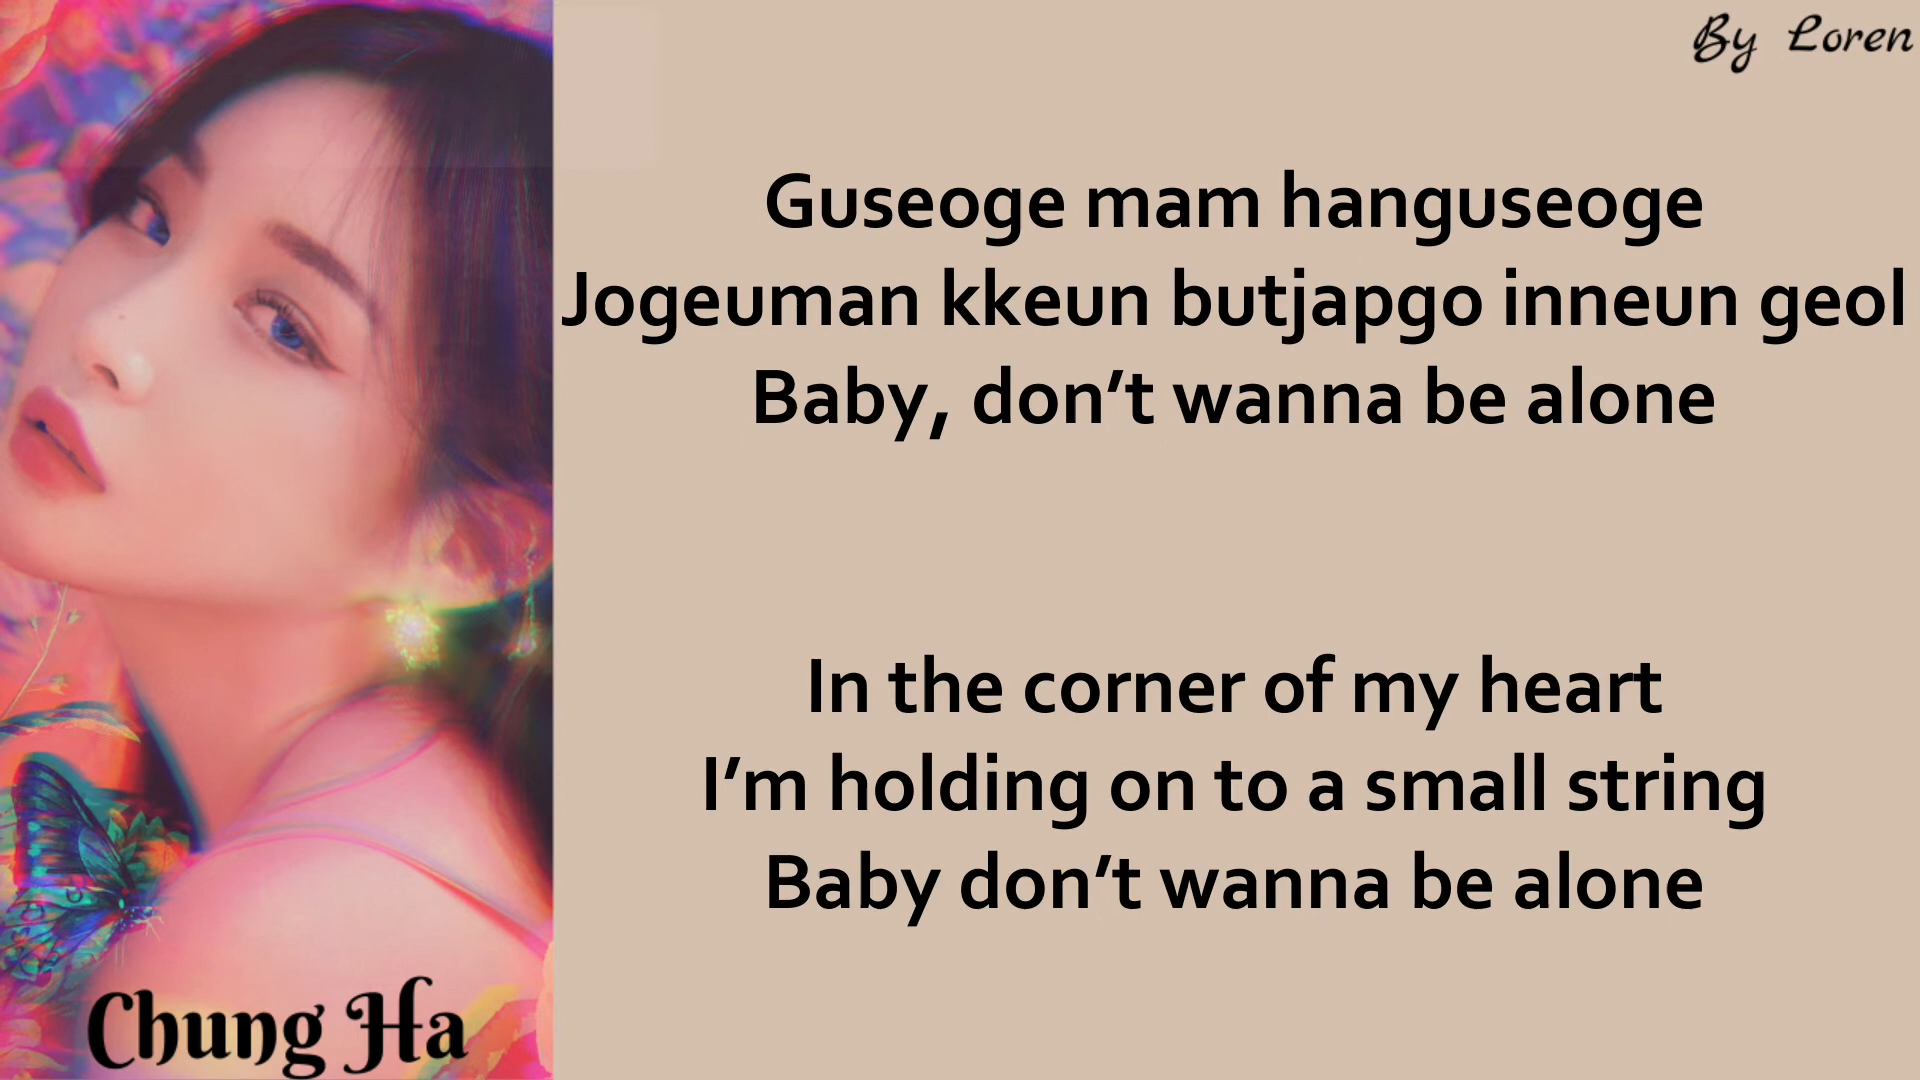 By Loren
Guseoge mam hanguseoge
Jogeuman kkeun butjapgo inneun geol
Baby, don’t wanna be alone
In the corner of my heart
I’m holding on to a small string
Baby don’t wanna be alone
Chung Ha